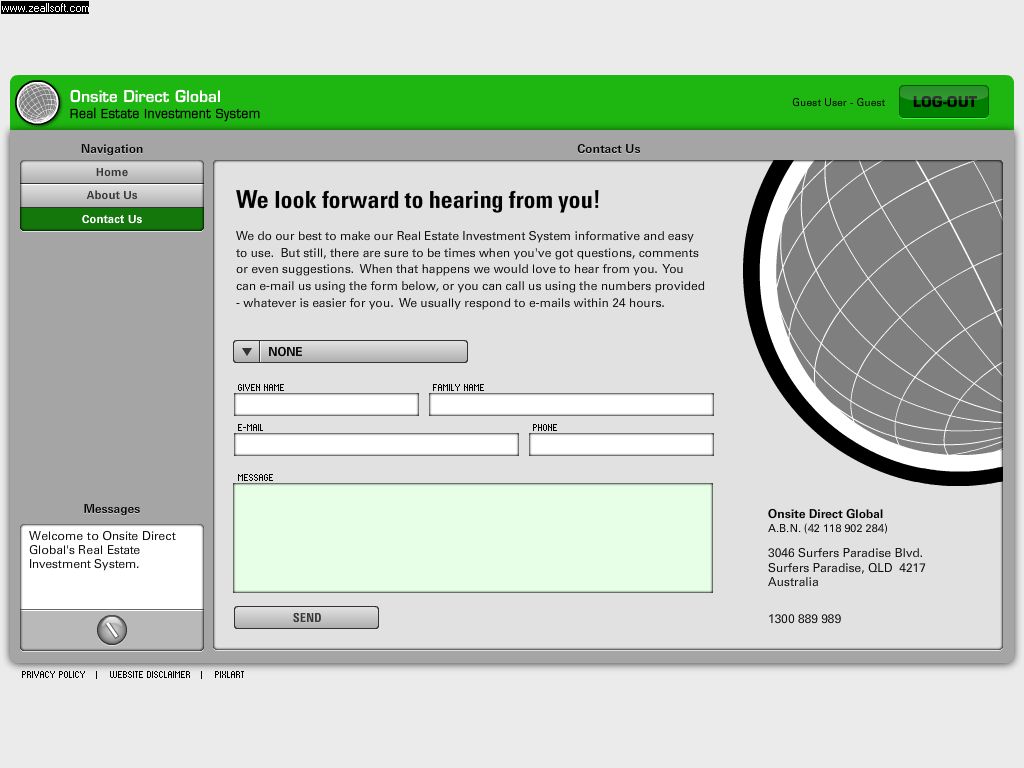 www.zeallsoft.com
Onsite Direct Global
Real Estate Investment System
Guest User - Guest
LOG-OUT
Navigation
Home
About Us
Contact Us
Contact Us
We look forward to hearing from you!
We do our best to make our Real Estate Investment System informative and easy
to use.  But still, there are sure to be times when you've got questions, comments
or even suggestions.  When that happens we would love to hear from you.  You
can e-mail us using the form below, or you can call us using the numbers provided
- whatever is easier for you.  We usually respond to e-mails within 24 hours.
NONE
GIVEN NAME
FAMILY NAME
E-MAIL
PHONE
MESSAGE
SEND
Onsite Direct Global
A.B.N. (42 118 902 284)
3046 Surfers Paradise Blvd.
Surfers Paradise, QLD  4217
Australia
1300 889 989
Messages
Welcome to Onsite Direct
Global's Real Estate
Investment System.
PRIVACY POLICY | WEBSITE DISCLAIMER | PIXLART